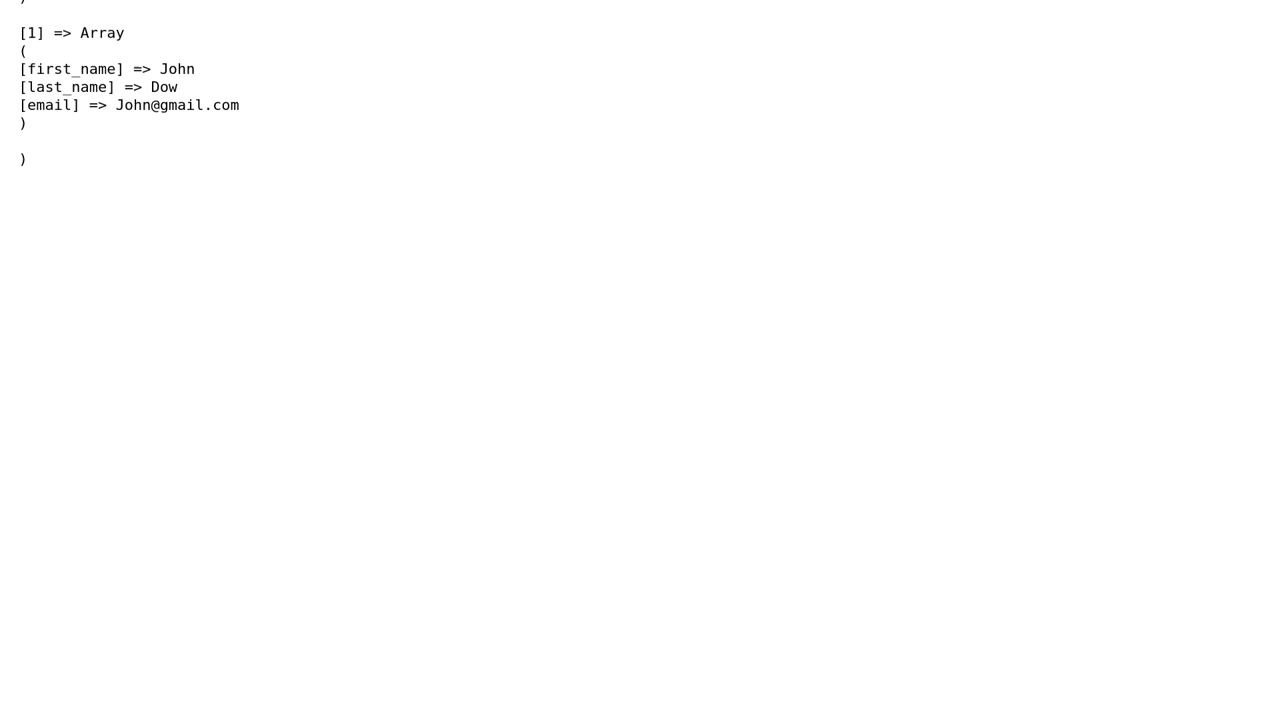 )
[1] => Array
(
[first_name] => John
[last_name] => Dow
[email] => John@gmail.com
)
)